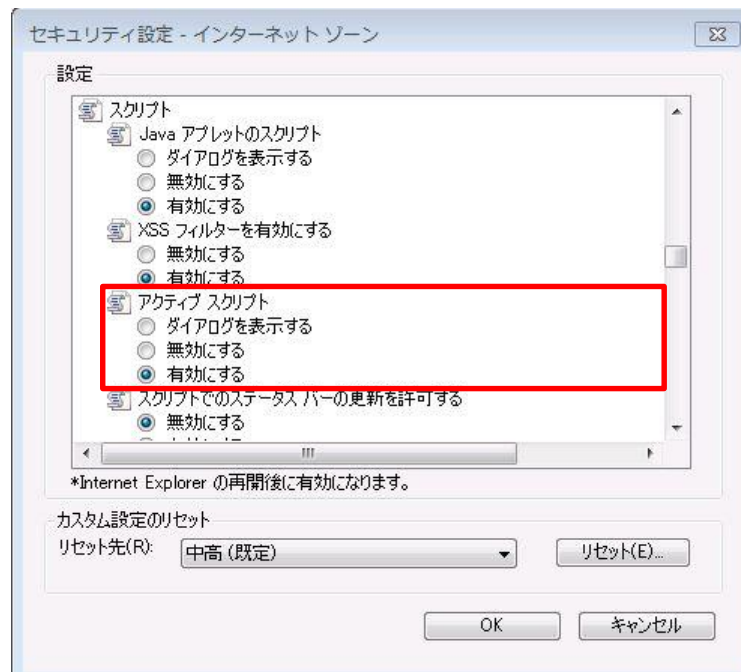 セキュリティ設定 - インターネット ゾーン
設定
スクリプト
Java アプレットのスクリプト
ダイアログを表示する
無効にする
有効にする
XSS フィルターを有効にする
無効にする
有効にする
アクティブ スクリプト
ダイアログを表示する
無効にする
有効にする
スクリプトでのステータス バーの更新を許可する
無効にする
*Internet Explorer の再開後に有効になります。
カスタム設定のリセット
リセット先(R): 中高 (既定) リセット(E)...
OK キャンセル